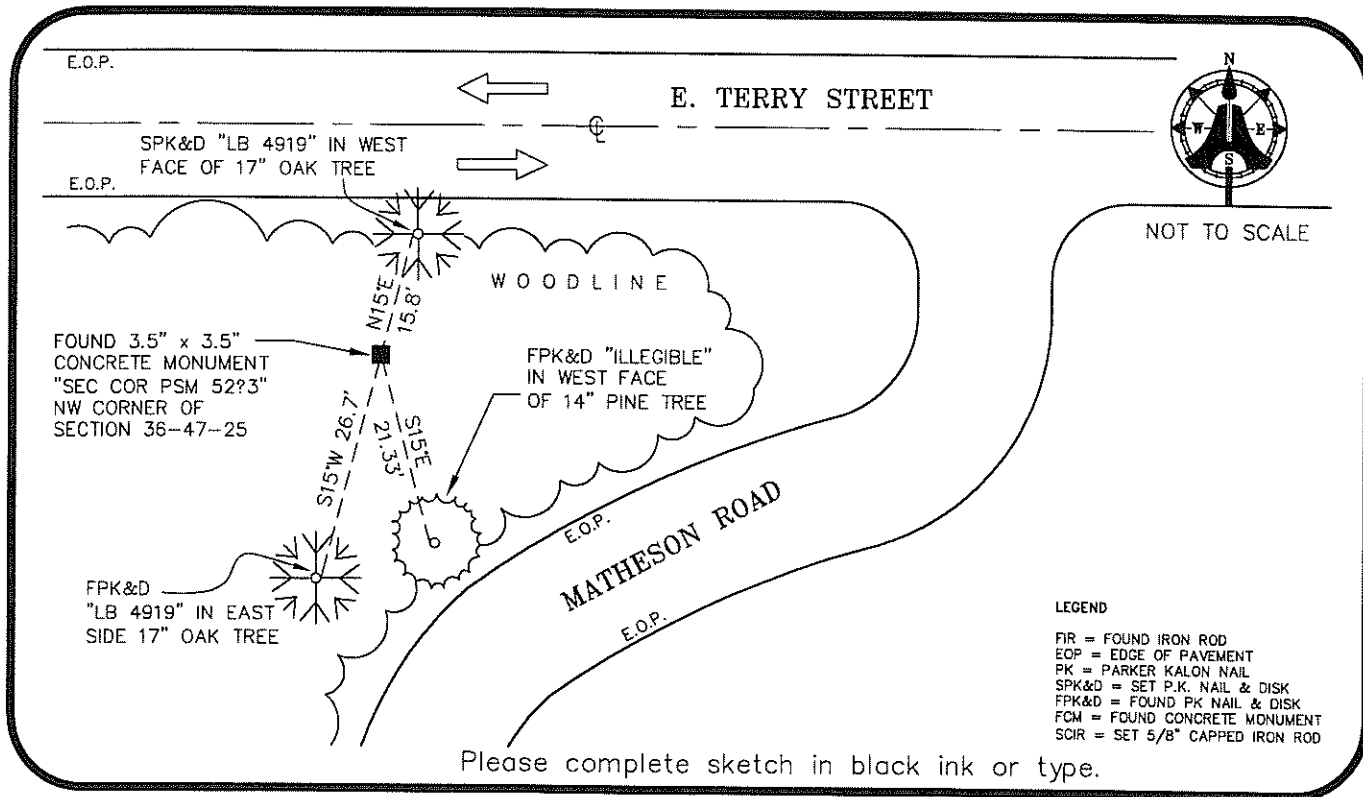 E.O.P.
E. TERRY STREET
N
W
E
S
℄
SPK&D "LB 4919" IN WEST
FACE OF 17" OAK TREE
E.O.P.
NOT TO SCALE
WOODLINE
N15°E
15.8'
FOUND 3.5" x 3.5"
CONCRETE MONUMENT
"SEC COR PSM 52?3"
NW CORNER OF
SECTION 36-47-25
FPK&D "ILLEGIBLE"
IN WEST FACE
OF 14" PINE TREE
S15°W 26.7'
S15°E
21.33'
E.O.P.
MATHESON ROAD
E.O.P.
FPK&D
"LB 4919" IN EAST
SIDE 17" OAK TREE
LEGEND
FIR = FOUND IRON ROD
EOP = EDGE OF PAVEMENT
PK = PARKER KALON NAIL
SPK&D = SET P.K. NAIL & DISK
FPK&D = FOUND PK NAIL & DISK
FCM = FOUND CONCRETE MONUMENT
SCIR = SET 5/8" CAPPED IRON ROD
Please complete sketch in black ink or type.